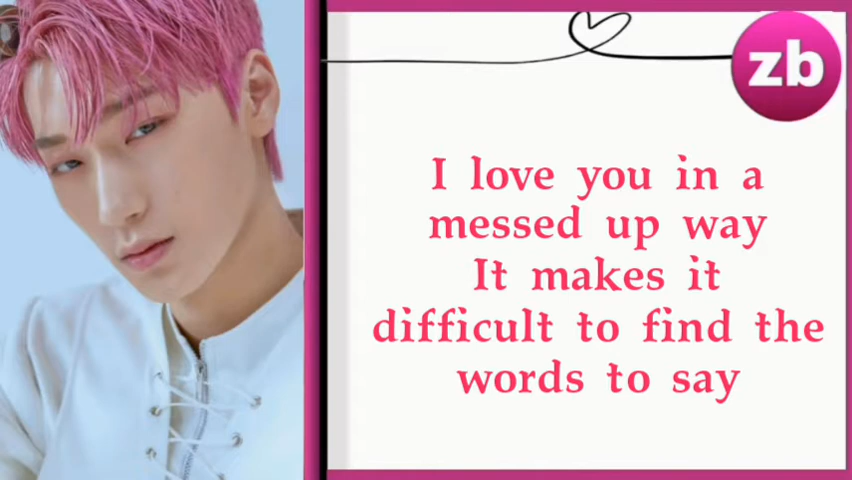 zb
I love you in a
messed up way
It makes it
difficult to find the
words to say